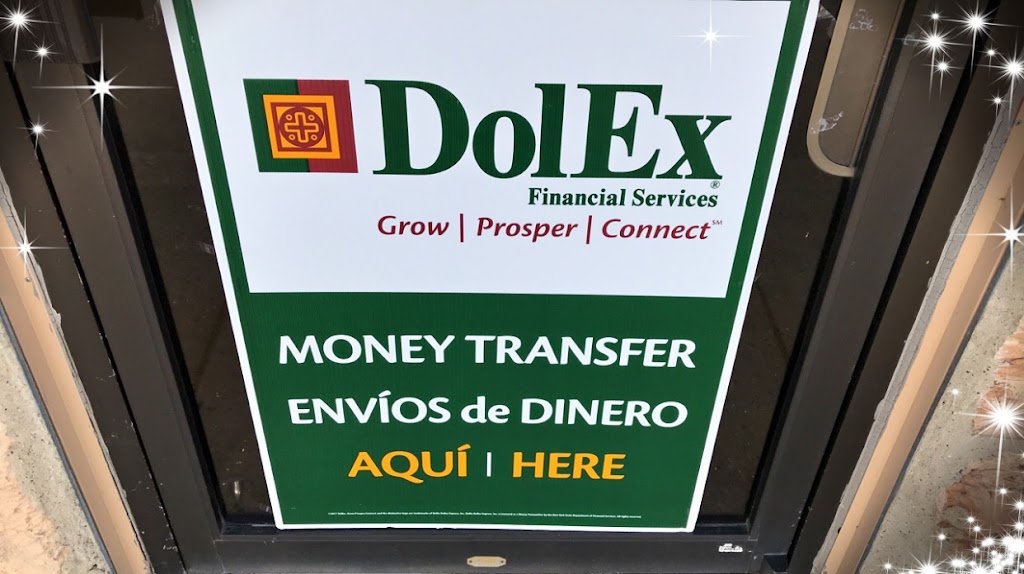 DolEx®
Financial Services
Grow | Prosper | Connect℠
MONEY TRANSFER
ENVÍOS de DINERO
AQUÍ | HERE